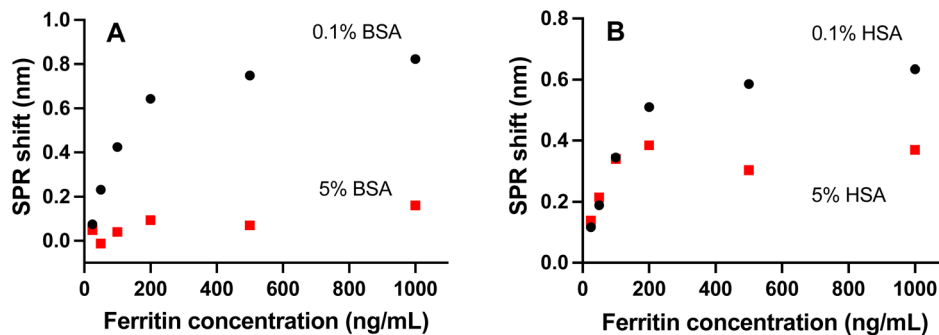 A
0.1% BSA
5% BSA
SPR shift (nm)
1.0
0.8
0.6
0.4
0.2
0.0
0 200 400 600 800 1000
Ferritin concentration (ng/mL)
B
0.1% HSA
5% HSA
SPR shift (nm)
0.8
0.6
0.4
0.2
0.0
0 200 400 600 800 1000
Ferritin concentration (ng/mL)